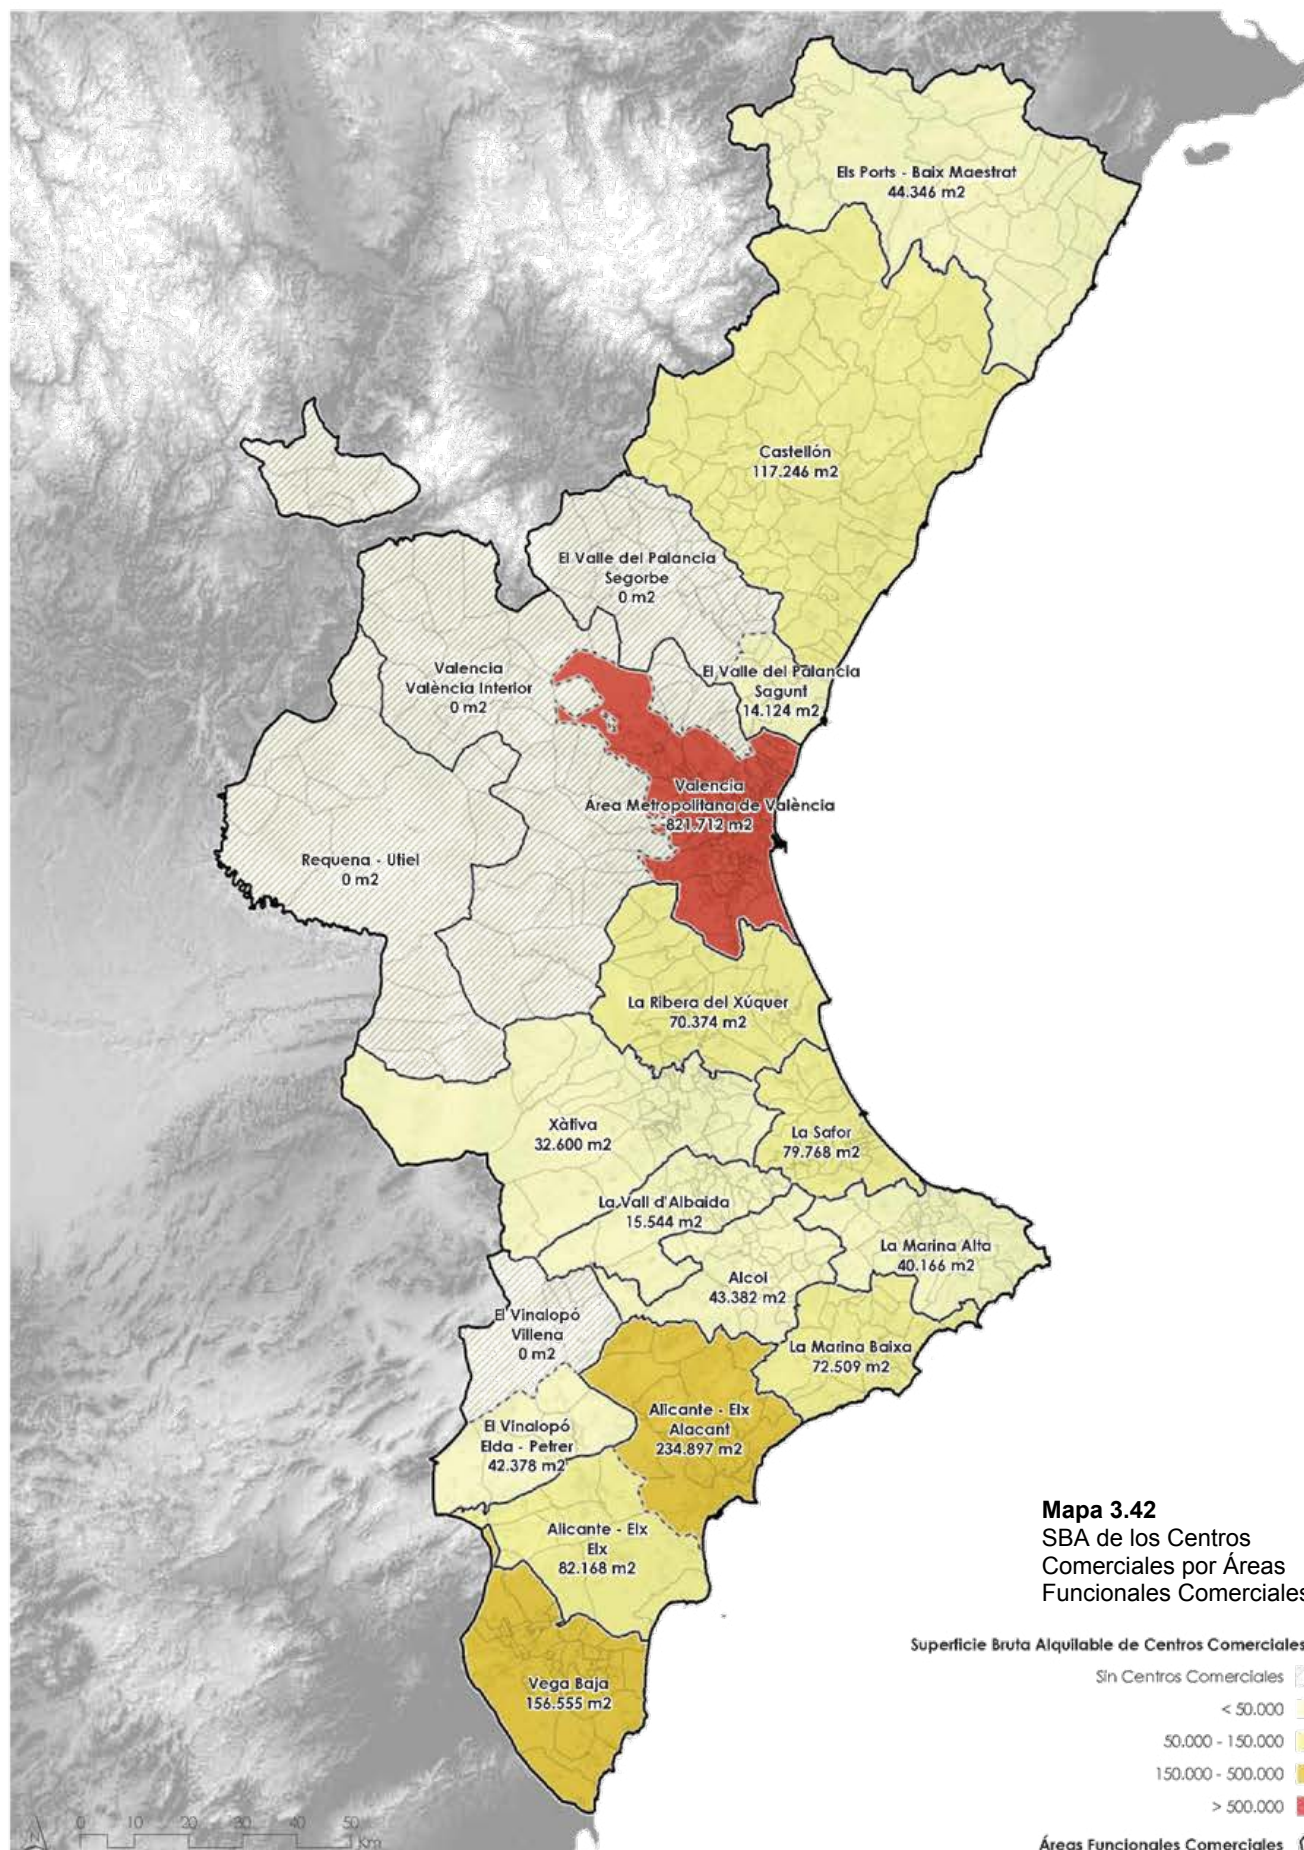 Els Ports - Baix Maestrat
44.346 m2
Castellón
117.246 m2
El Valle del Palancia
Segorbe
0 m2
Valencia
València Interior
0 m2
El Valle del Palancia
Sagunt
14.124 m2
Valencia
Área Metropolitana de València
821.712 m2
Requena - Utiel
0 m2
La Ribera del Xúquer
70.374 m2
Xàtiva
32.600 m2
La Safor
79.768 m2
La Vall d'Albaida
15.544 m2
La Marina Alta
40.166 m2
Alcoi
43.382 m2
El Vinalopó
Villena
0 m2
La Marina Baixa
72.509 m2
Alicante - Elx
Alacant
234.897 m2
El Vinalopó
Elda - Petrer
42.378 m2
Alicante - Elx
Elx
82.168 m2
Vega Baja
156.555 m2
Mapa 3.42
SBA de los Centros
Comerciales por Áreas
Funcionales Comerciales
Superficie Bruta Alquilable de Centros Comerciales
Sin Centros Comerciales
< 50.000
50.000 - 150.000
150.000 - 500.000
> 500.000
Áreas Funcionales Comerciales
N
0 10 20 30 40 50
Km